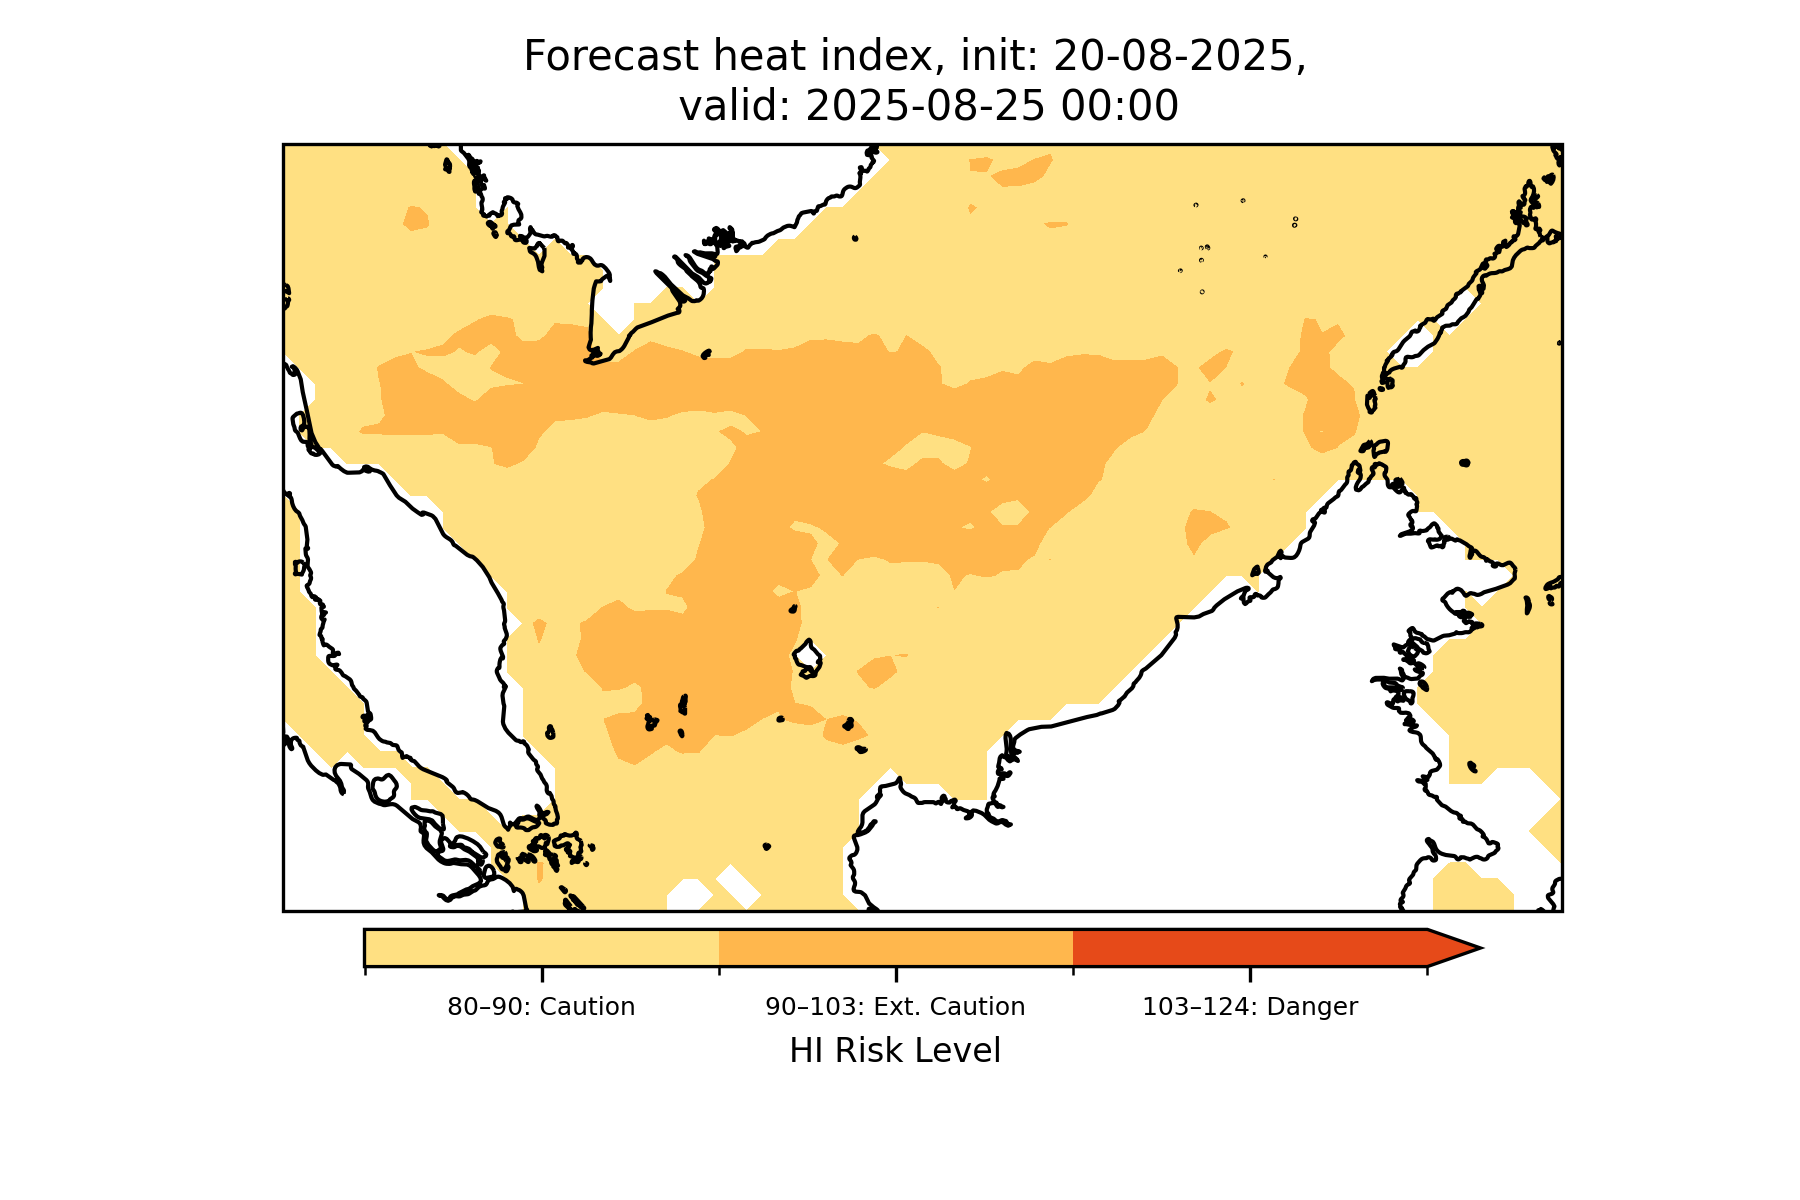 Forecast heat index, init: 20-08-2025,
valid: 2025-08-25 00:00
80–90: Caution
90–103: Ext. Caution
103–124: Danger
HI Risk Level